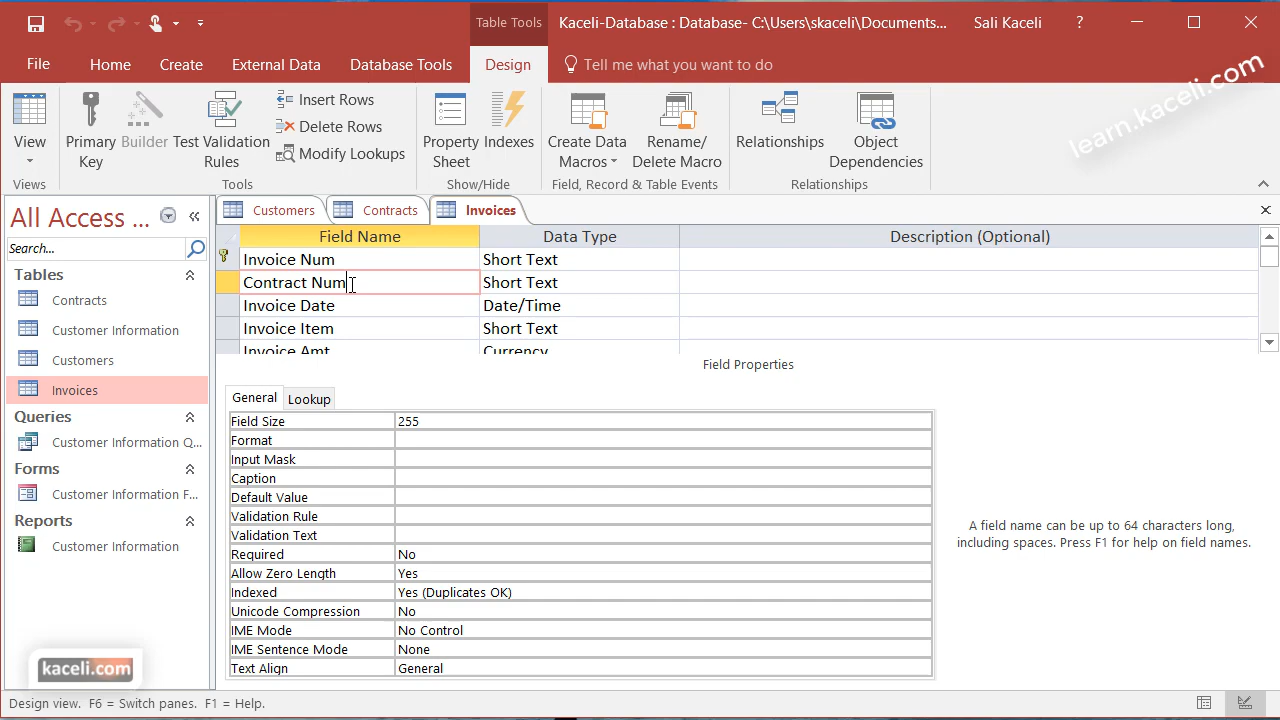 Table Tools
Kaceli-Database : Database- C:\Users\skaceli\Documents...
Sali Kaceli
?
File
Home
Create
External Data
Database Tools
Design
Tell me what you want to do
learn.kaceli.com
View
Primary Key
Builder
Test Validation Rules
Insert Rows
Delete Rows
Modify Lookups
Property Sheet
Indexes
Create Data Macros
Rename/ Delete Macro
Relationships
Object Dependencies
Views
Tools
Show/Hide
Field, Record & Table Events
Relationships
All Access ...
Search...
Tables
Contracts
Customer Information
Customers
Invoices
Queries
Customer Information Q...
Forms
Customer Information F...
Reports
Customer Information
kaceli.com
Customers
Contracts
Invoices
Field Name
Data Type
Description (Optional)
Invoice Num
Short Text
Contract Num
Short Text
Invoice Date
Date/Time
Invoice Item
Short Text
Invoice Amt
Currency
Field Properties
General
Lookup
Field Size
255
Format
Input Mask
Caption
Default Value
Validation Rule
Validation Text
Required
No
Allow Zero Length
Yes
Indexed
Yes (Duplicates OK)
Unicode Compression
No
IME Mode
No Control
IME Sentence Mode
None
Text Align
General
A field name can be up to 64 characters long,
including spaces. Press F1 for help on field names.
Design view. F6 = Switch panes. F1 = Help.